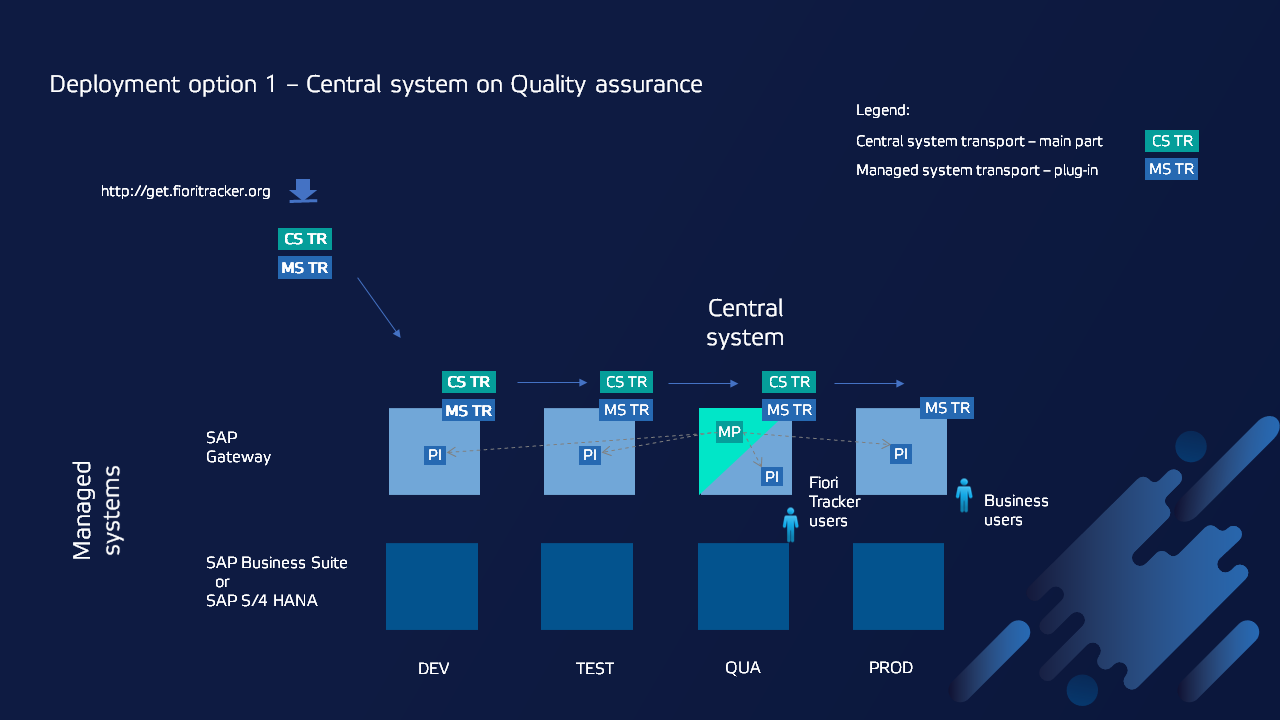 Deployment option 1 – Central system on Quality assurance
Legend:
Central system transport – main part
CS TR
Managed system transport – plug-in
MS TR
http://get.fioritracker.org
CS TR
MS TR
Central
system
CS TR
CS TR
CS TR
MS TR
MS TR
MS TR
MS TR
SAP
Gateway
PI
PI
MP
PI
PI
Fiori
Tracker
users
Business
users
Managed
systems
SAP Business Suite
or
SAP S/4 HANA
DEV
TEST
QUA
PROD